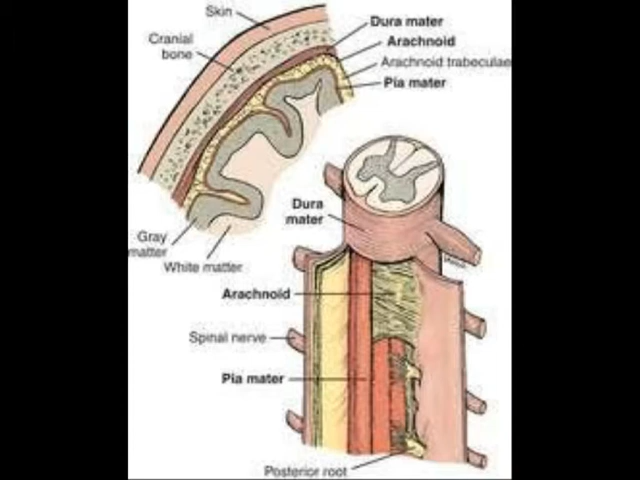 Skin
Dura mater
Cranial
bone
Arachnoid
Arachnoid trabeculae
Pia mater
Dura
mater
Gray
matter
White matter
Arachnoid
Spinal nerve
Pia mater
Posterior root